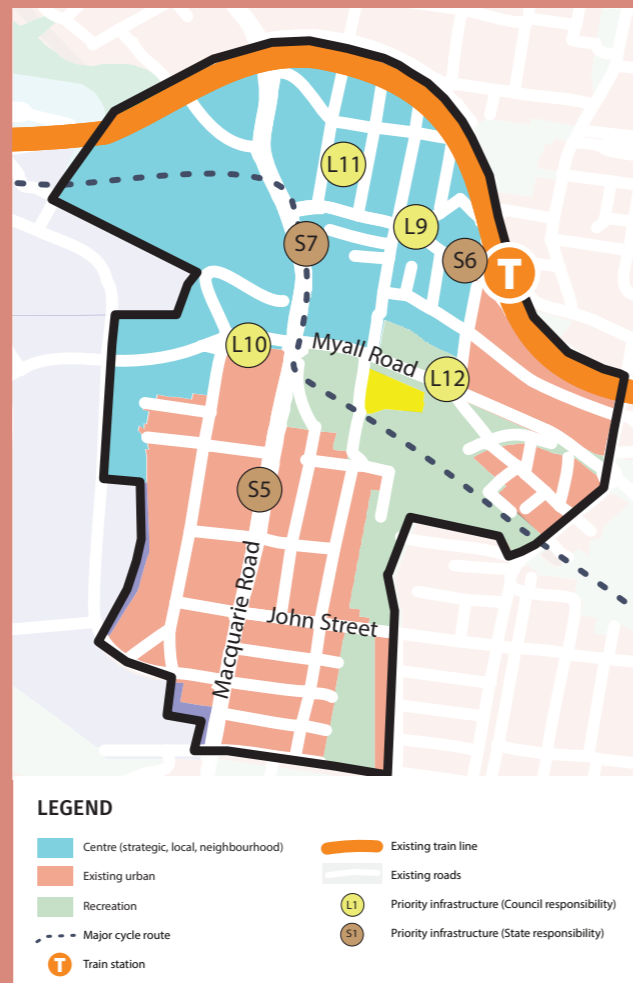 L11
L9
S7
S6
T
Myall Road
L10
L12
S5
Macquarie Road
John Street
LEGEND
Centre (strategic, local, neighbourhood)
Existing urban
Recreation
Major cycle route
T Train station
Existing train line
Existing roads
L1 Priority infrastructure (Council responsibility)
S1 Priority infrastructure (State responsibility)